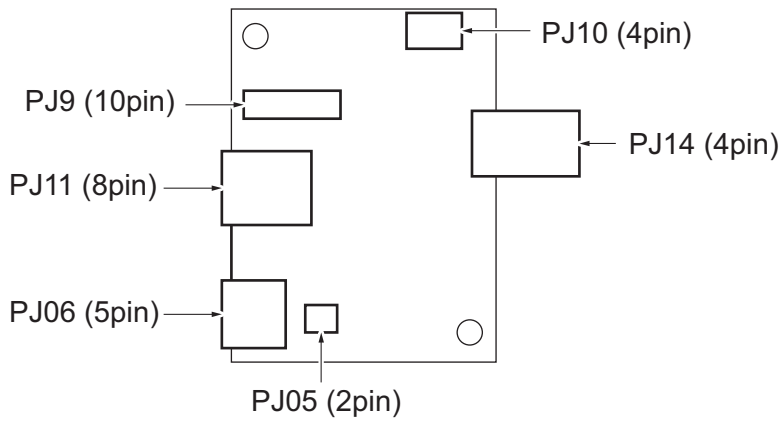 PJ10 (4pin)
PJ9 (10pin)
PJ14 (4pin)
PJ11 (8pin)
PJ06 (5pin)
PJ05 (2pin)